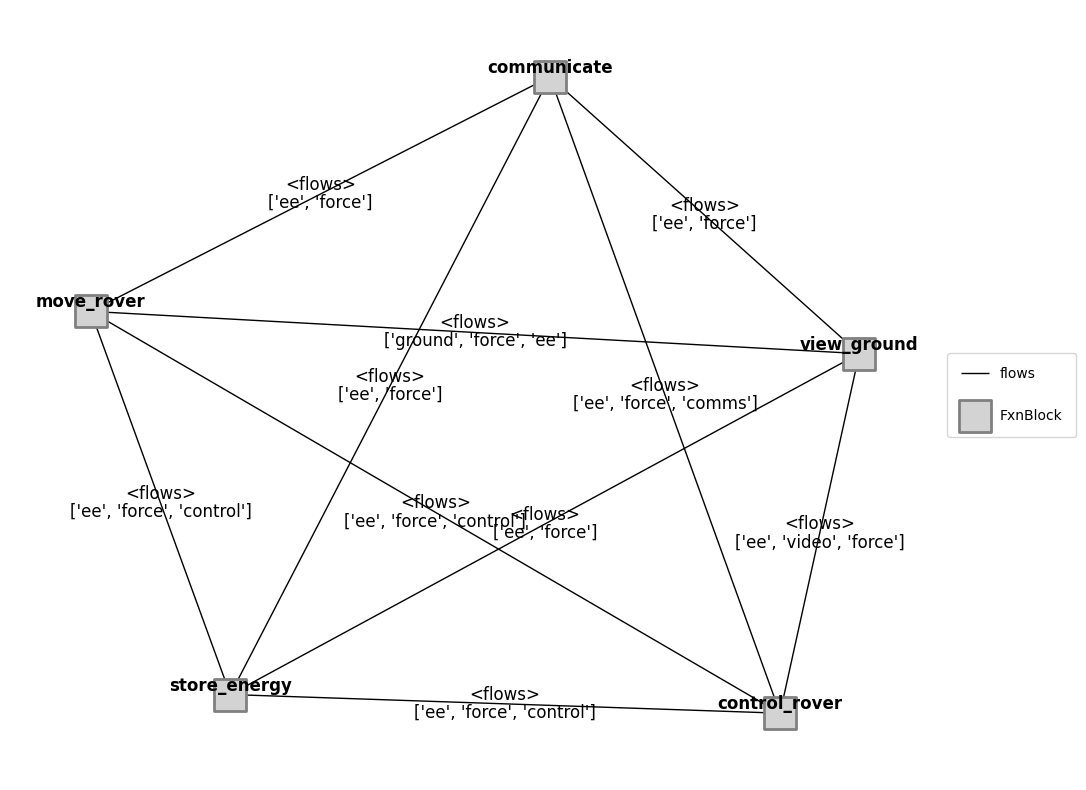 communicate
<flows>
['ee', 'force']
<flows>
['ee', 'force']
move_rover
<flows>
['ground', 'force', 'ee']
view_ground
flows
FxnBlock
<flows>
['ee', 'force']
<flows>
['ee', 'force', 'comms']
<flows>
['ee', 'force', 'control']
<flows>
['ee', 'force', 'control']
<flows>
['ee', 'force']
<flows>
['ee', 'video', 'force']
store_energy
<flows>
['ee', 'force', 'control']
control_rover